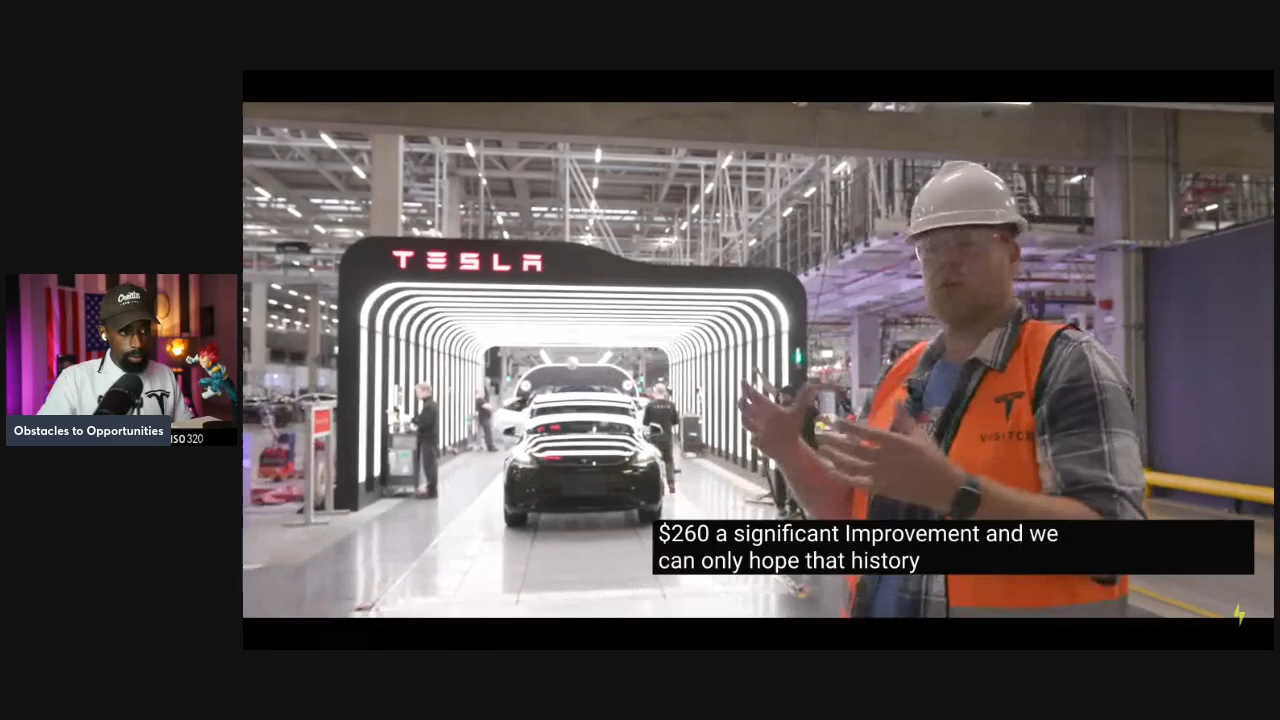 TESLA
VISITOR
Obstacles to Opportunities
ISO 320
$260 a significant Improvement and we
can only hope that history